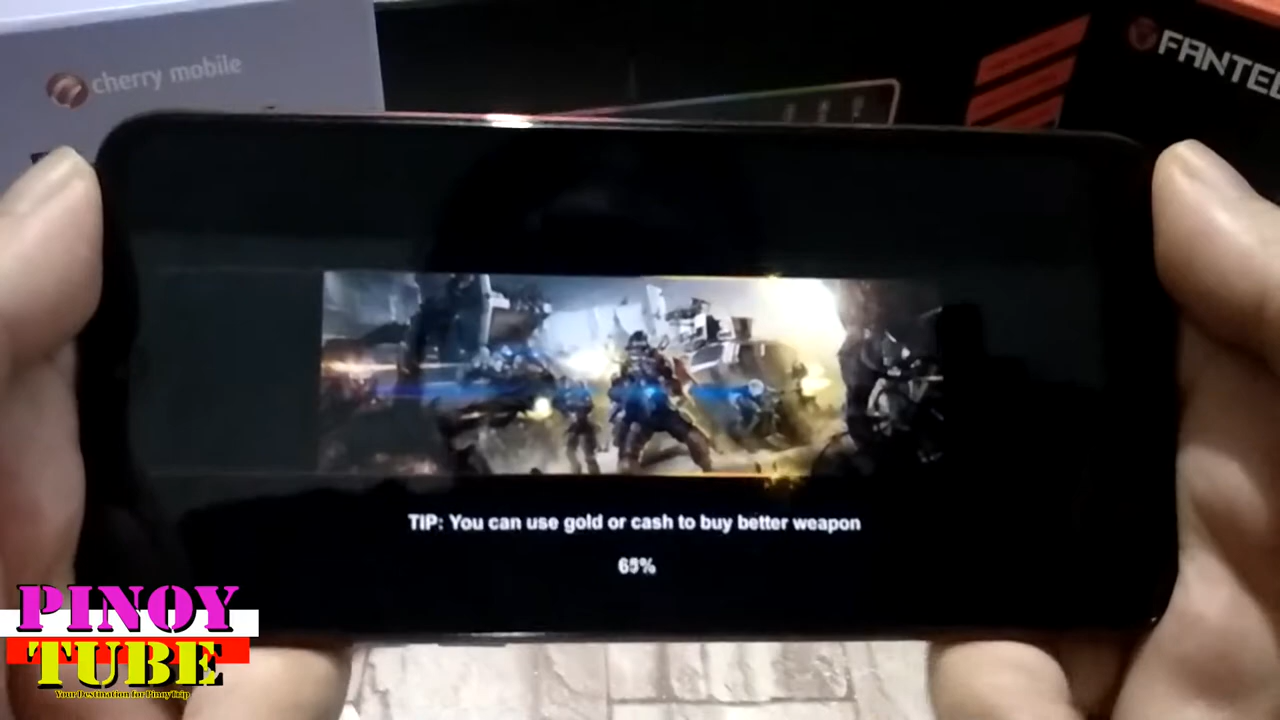 cherry mobile
FANTEC
TIP: You can use gold or cash to buy better weapon
65%
PINOY
TUBE
Your Destination for PinoyTrip